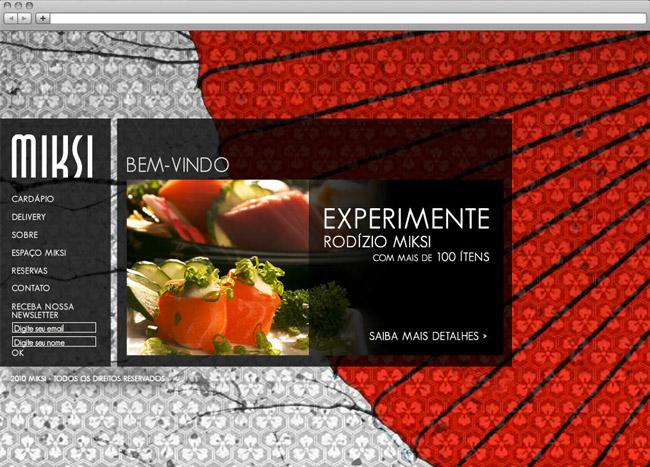 MIKSI
CARDÁPIO
DELIVERY
SOBRE
ESPAÇO MIKSI
RESERVAS
CONTATO
RECEBA NOSSA
NEWSLETTER
Digite seu email
Digite seu nome
OK
BEM-VINDO
EXPERIMENTE
RODÍZIO MIKSI
COM MAIS DE 100 ÍTENS
SAIBA MAIS DETALHES >
2010 MIKSI - TODOS OS DIREITOS RESERVADOS